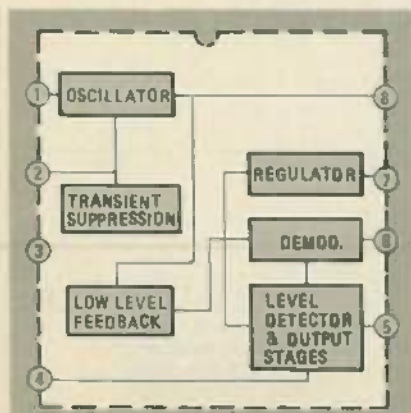 1
OSCILLATOR
8
2
TRANSIENT
SUPPRESSION
REGULATOR
7
3
DEMOD.
6
LOW LEVEL
FEEDBACK
LEVEL
DETECTOR
& OUTPUT
STAGES
5
4